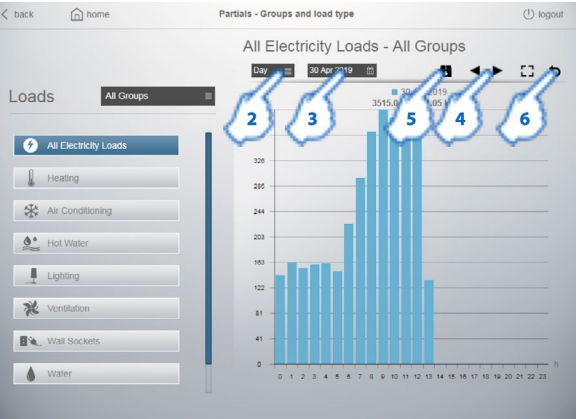 back
home
Partials - Groups and load type
logout
All Electricity Loads - All Groups
Day
30 Apr 2019
Loads
All Groups
2
3
5
4
6
All Electricity Loads
Heating
Air Conditioning
Hot Water
Lighting
Ventilation
Wall Sockets
Water
326
285
244
203
163
122
81
41
0
0 1 2 3 4 5 6 7 8 9 10 11 12 13 14 15 16 17 18 19 20 21 22 23
h